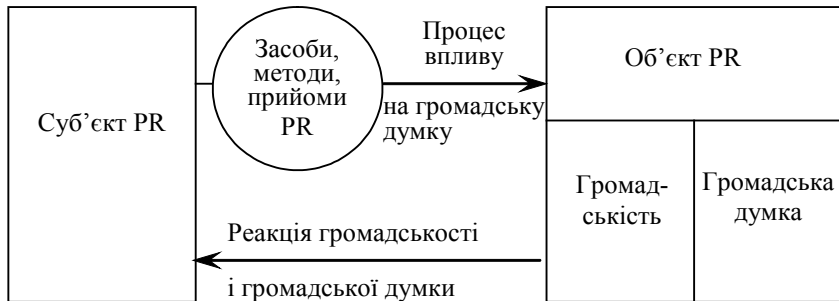 Суб’єкт PR
Засоби,
методи,
прийоми
PR
Процес
впливу
на громадську
думку
Об’єкт PR
Громад-
ськість
Громадська
думка
Реакція громадськості
і громадської думки